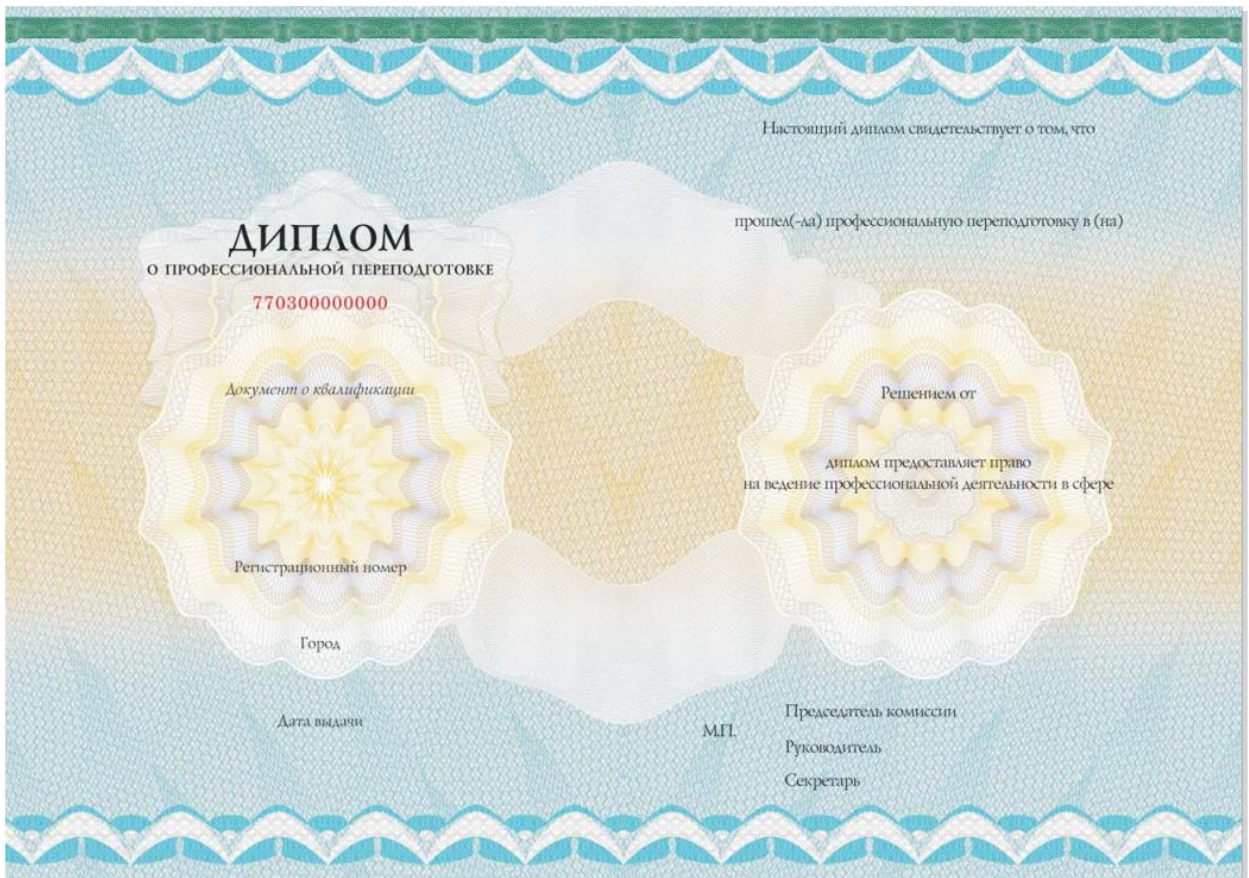 ДИПЛОМ
О ПРОФЕССИОНАЛЬНОЙ ПЕРЕПОДГОТОВКЕ
770300000000
Документ о квалификации
Регистрационный номер
Город
Дата выдачи
Настоящий диплом свидетельствует о том, что
прошел(-ла) профессиональную переподготовку в (на)
Решением от
диплом предоставляет право
на ведение профессиональной деятельности в сфере
М.П.
Председатель комиссии
Руководитель
Секретарь